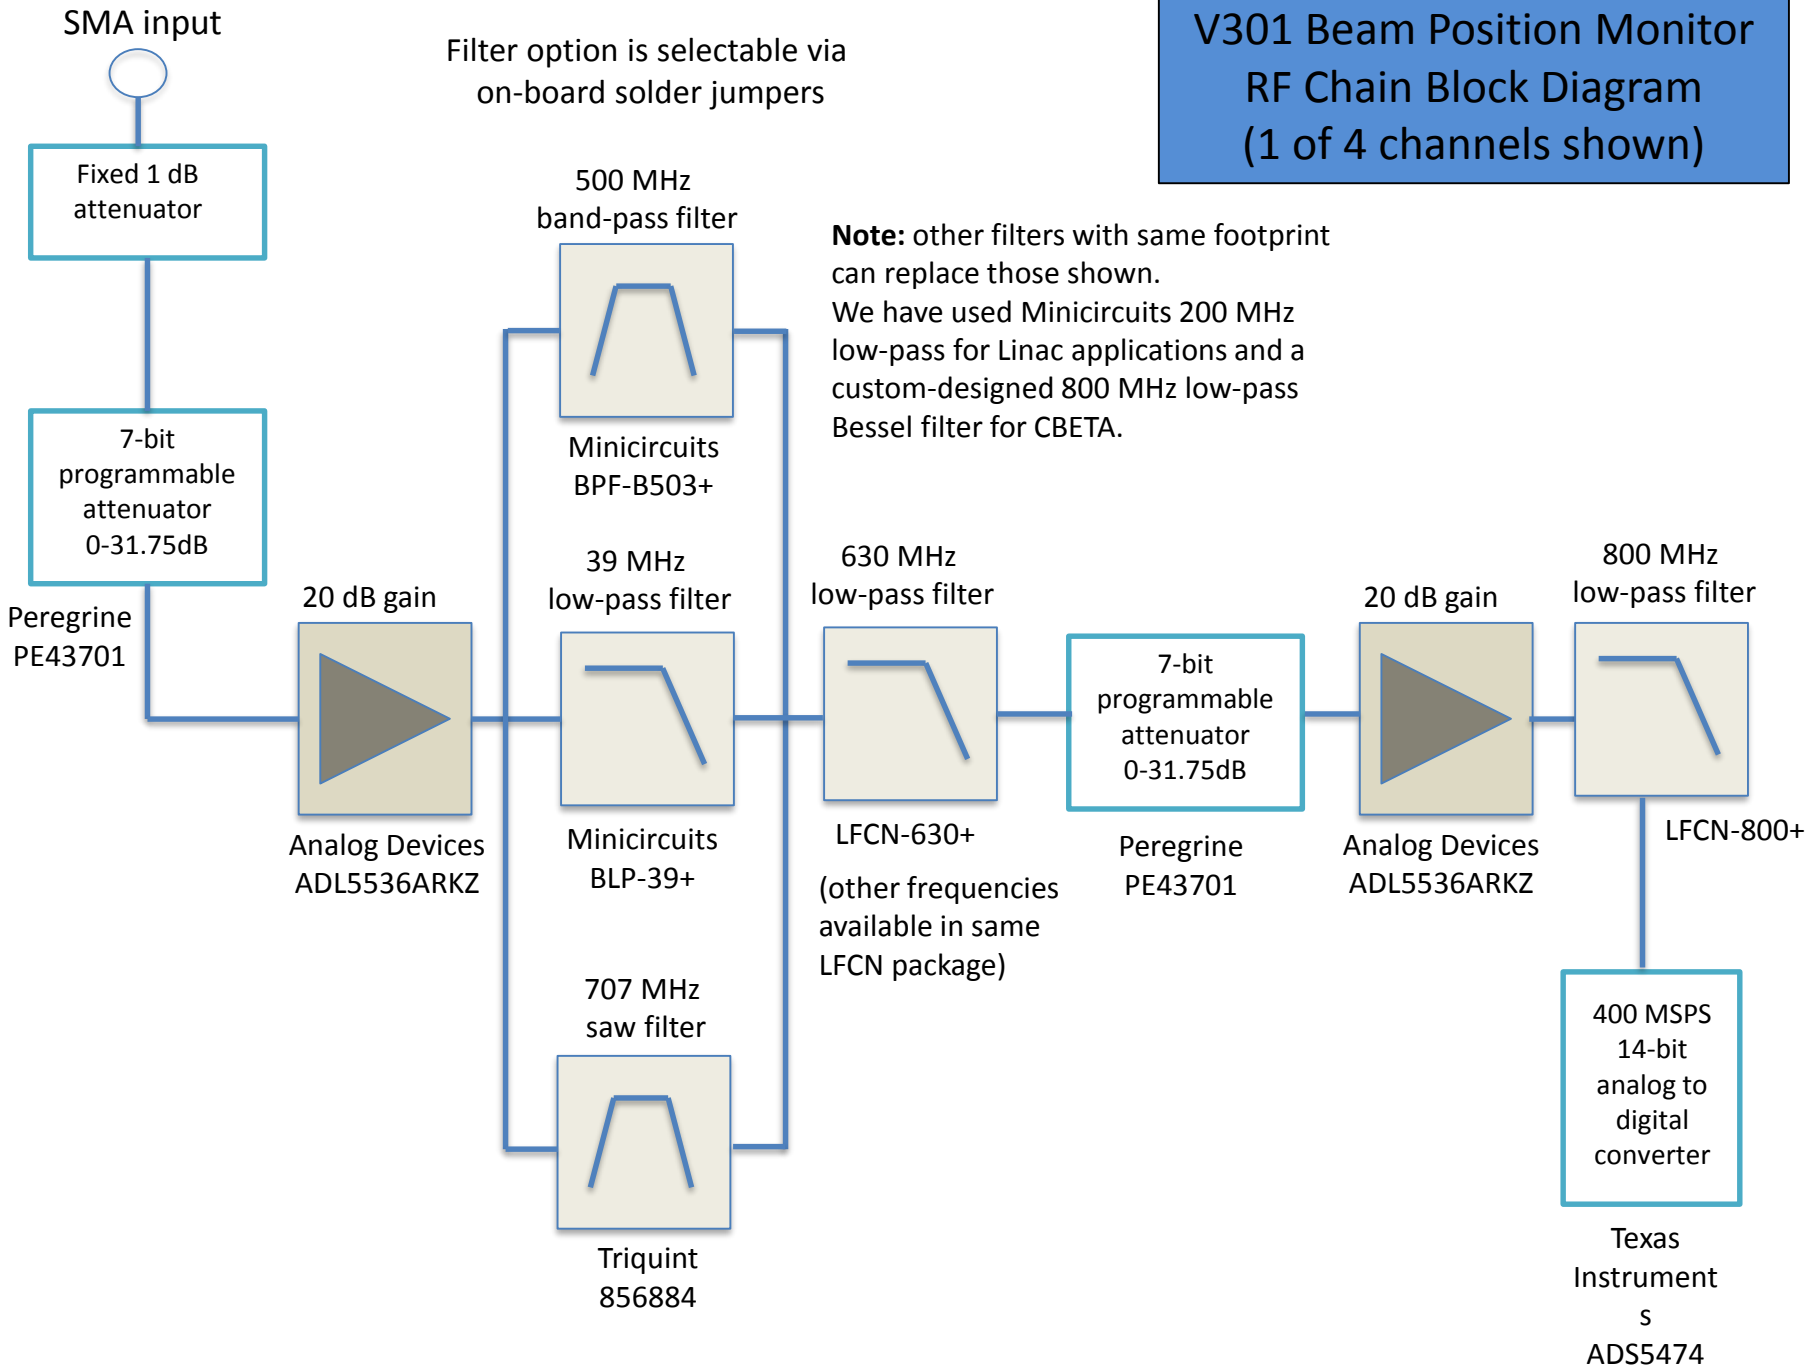 SMA input
Filter option is selectable via
on-board solder jumpers
V301 Beam Position Monitor
RF Chain Block Diagram
(1 of 4 channels shown)
Fixed 1 dB
attenuator
500 MHz
band-pass filter
Note: other filters with same footprint
can replace those shown.
We have used Minicircuits 200 MHz
low-pass for Linac applications and a
custom-designed 800 MHz low-pass
Bessel filter for CBETA.
7-bit
programmable
attenuator
0-31.75dB
Peregrine
PE43701
Minicircuits
BPF-B503+
20 dB gain
Analog Devices
ADL5536ARKZ
39 MHz
low-pass filter
Minicircuits
BLP-39+
707 MHz
saw filter
Triquint
856884
630 MHz
low-pass filter
LFCN-630+
(other frequencies
available in same
LFCN package)
7-bit
programmable
attenuator
0-31.75dB
Peregrine
PE43701
20 dB gain
Analog Devices
ADL5536ARKZ
800 MHz
low-pass filter
LFCN-800+
400 MSPS
14-bit
analog to
digital
converter
Texas
Instrument
s
ADS5474